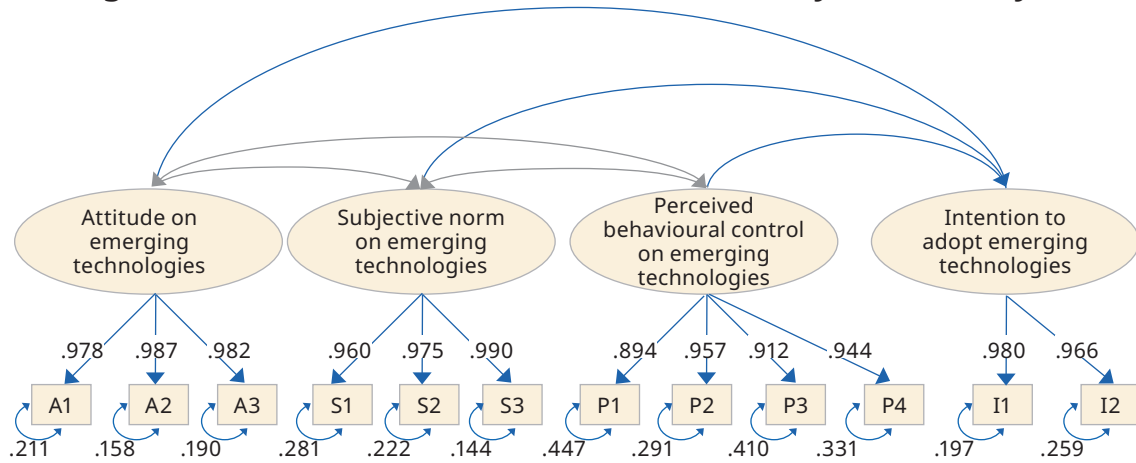 Attitude on
emerging
technologies
Subjective norm
on emerging
technologies
Perceived
behavioural control
on emerging
technologies
Intention to
adopt emerging
technologies
.978 .987 .982 .960 .975 .990 .894 .957 .912 .944 .980 .966
A1 A2 A3 S1 S2 S3 P1 P2 P3 P4 I1 I2
.211 .158 .190 .281 .222 .144 .447 .291 .410 .331 .197 .259